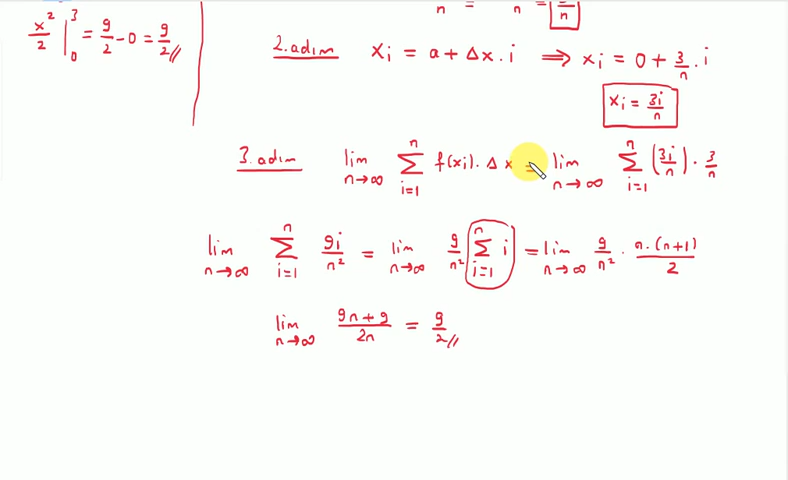 x²/2 |₀³ = 9/2 - 0 = 9/2 //
n = n = /n
2.adım xᵢ = a + Δx . i ⟹ xᵢ = 0 + 3/n . i
xᵢ = 3i/n
3.adım lim n→∞ Σ i=1 n f(xᵢ) . Δx = lim n→∞ Σ i=1 n (3i/n) . 3/n
lim n→∞ Σ i=1 n 9i/n² = lim n→∞ 9/n² Σ i=1 n i = lim n→∞ 9/n² . n.(n+1)/2
lim n→∞ 9n+9/2n = 9/2 //